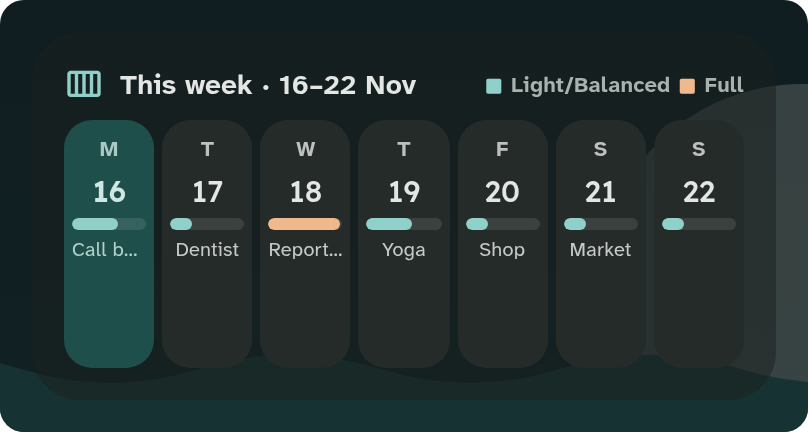 This week · 16–22 Nov
Light/Balanced Full
M T W T F S S
16 17 18 19 20 21 22
Call b... Dentist Report... Yoga Shop Market